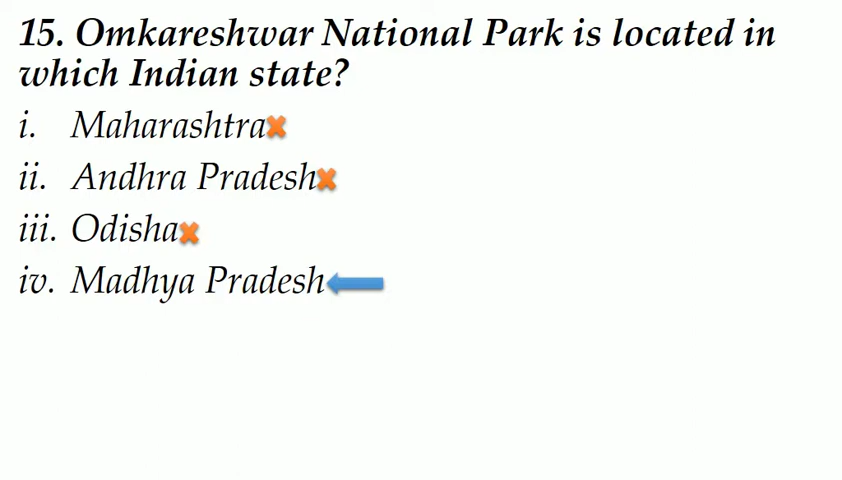 15. Omkareshwar National Park is located in
which Indian state?
i. Maharashtra
ii. Andhra Pradesh
iii. Odisha
iv. Madhya Pradesh